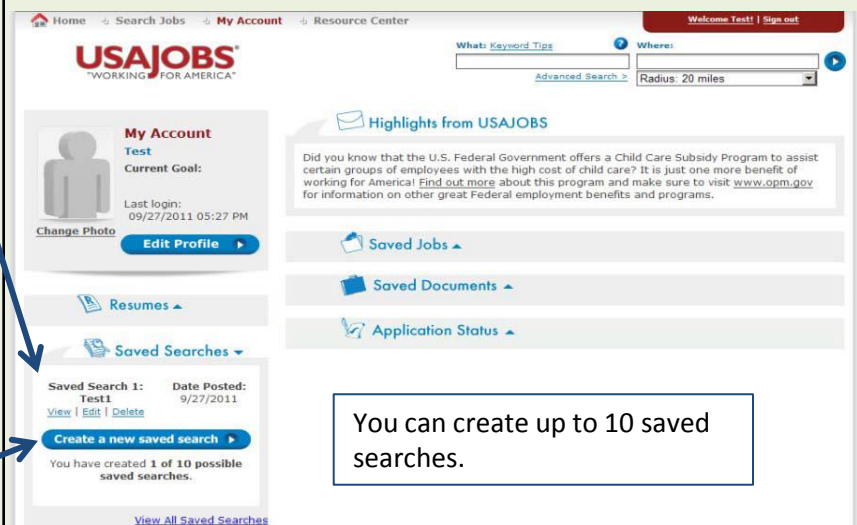 Home Search Jobs My Account Resource Center
Welcome Test! | Sign out
USAJOBS®
"WORKING FOR AMERICA"
What: Keyword Tips ? Where:
Advanced Search > Radius: 20 miles
My Account
Test
Current Goal:
Last login:
09/27/2011 05:27 PM
Change Photo
Edit Profile
Resumes
Saved Searches
Saved Search 1: Date Posted:
Test1 9/27/2011
View | Edit | Delete
Create a new saved search
You have created 1 of 10 possible
saved searches.
View All Saved Searches
Highlights from USAJOBS
Did you know that the U.S. Federal Government offers a Child Care Subsidy Program to assist
certain groups of employees with the high cost of child care? It is just one more benefit of
working for America! Find out more about this program and make sure to visit www.opm.gov
for information on other great Federal employment benefits and programs.
Saved Jobs
Saved Documents
Application Status
You can create up to 10 saved
searches.